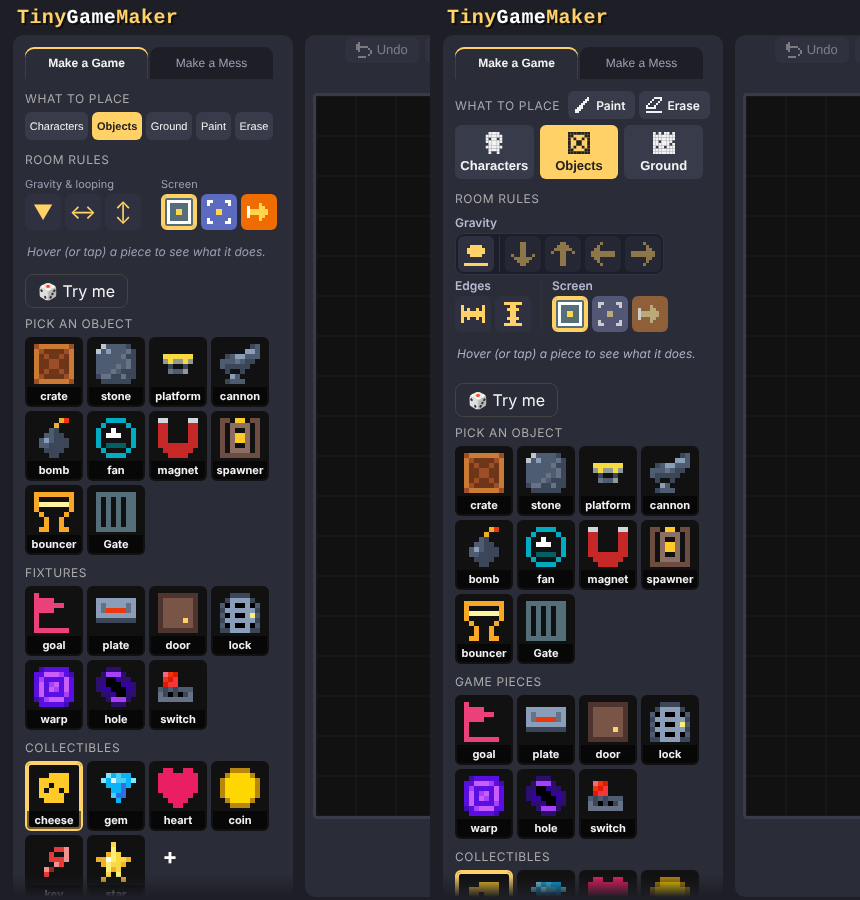 TinyGameMaker
Make a Game Make a Mess
Undo
WHAT TO PLACE
Characters Objects Ground Paint Erase
ROOM RULES
Gravity & looping Screen
Hover (or tap) a piece to see what it does.
Try me
PICK AN OBJECT
crate stone platform cannon
bomb fan magnet spawner
bouncer Gate
FIXTURES
goal plate door lock
warp hole switch
COLLECTIBLES
cheese gem heart coin
key star
+
TinyGameMaker
Make a Game Make a Mess
Undo
WHAT TO PLACE Paint Erase
Characters Objects Ground
ROOM RULES
Gravity
Edges Screen
Hover (or tap) a piece to see what it does.
Try me
PICK AN OBJECT
crate stone platform cannon
bomb fan magnet spawner
bouncer Gate
GAME PIECES
goal plate door lock
warp hole switch
COLLECTIBLES